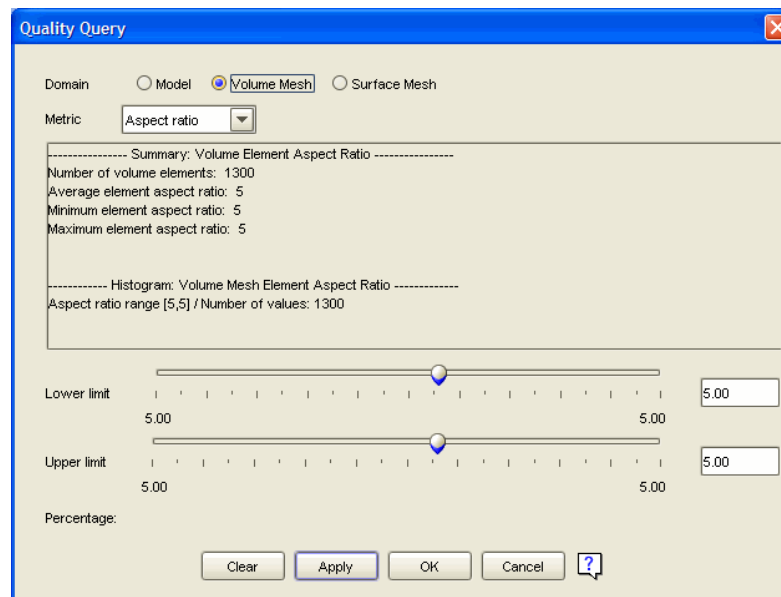 Quality Query
Domain Model Volume Mesh Surface Mesh
Metric Aspect ratio
---------------- Summary: Volume Element Aspect Ratio ----------------
Number of volume elements: 1300
Average element aspect ratio: 5
Minimum element aspect ratio: 5
Maximum element aspect ratio: 5
------------ Histogram: Volume Mesh Element Aspect Ratio -------------
Aspect ratio range [5,5] / Number of values: 1300
Lower limit 5.00
5.00 5.00
Upper limit 5.00
5.00 5.00
Percentage:
Clear Apply OK Cancel ?